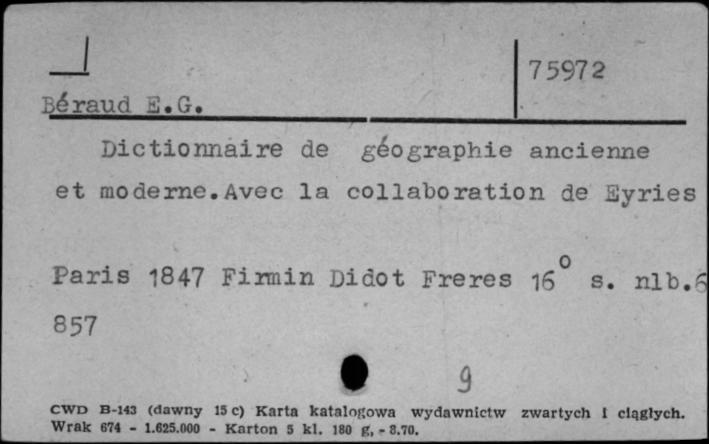 75972
Béraud E.G.
Dictionnaire de géographie ancienne
et moderne.Avec la collaboration de Eyries
Paris 1847 Firmin Didot Freres 16° s. nlb.6
857
9
CWD B-143 (dawny 15 c) Karta katalogowa wydawnictw zwartych i ciągłych.
Wrak 674 - 1.625.000 - Karton 5 kl. 180 g, - 8.70.